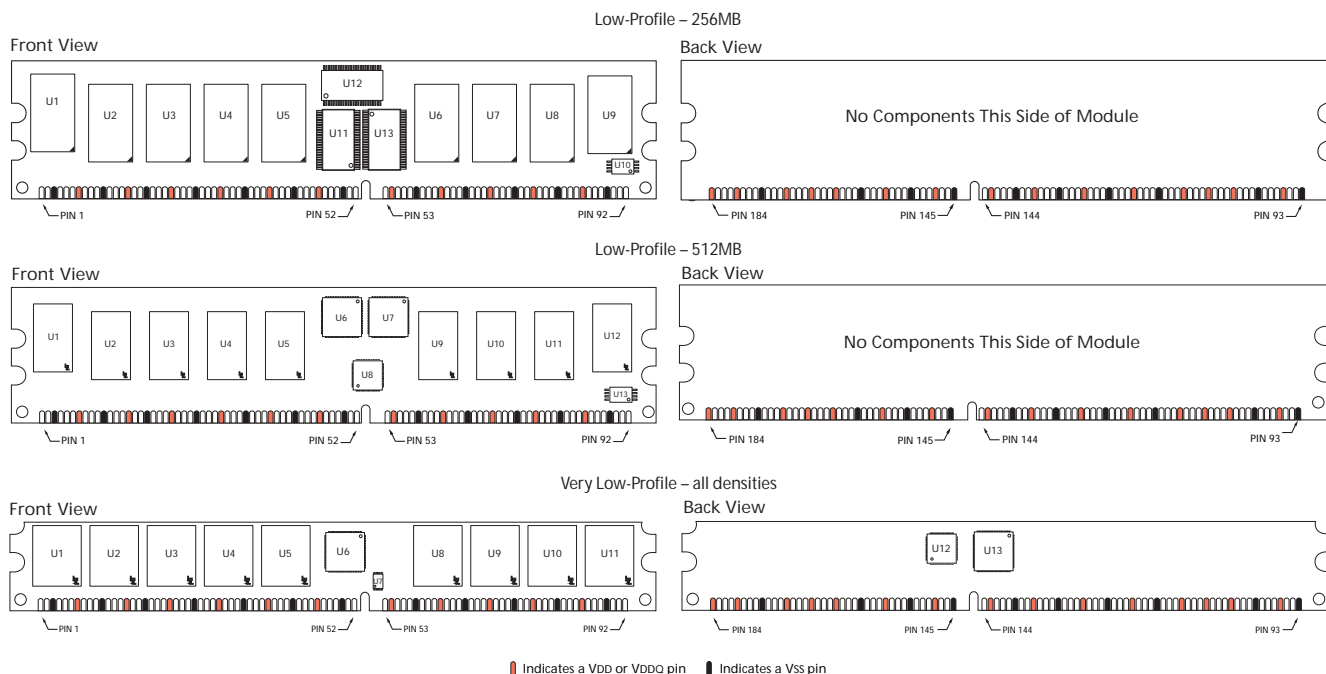 Low-Profile – 256MB
Front View
Back View
U1 U2 U3 U4 U5 U12 U11 U13 U6 U7 U8 U9 U10
No Components This Side of Module
PIN 1 PIN 52 PIN 53 PIN 92 PIN 184 PIN 145 PIN 144 PIN 93
Low-Profile – 512MB
Front View
Back View
U1 U2 U3 U4 U5 U6 U7 U8 U9 U10 U11 U12 U13
No Components This Side of Module
PIN 1 PIN 52 PIN 53 PIN 92 PIN 184 PIN 145 PIN 144 PIN 93
Very Low-Profile – all densities
Front View
Back View
U1 U2 U3 U4 U5 U6 U7 U8 U9 U10 U11 U12 U13
PIN 1 PIN 52 PIN 53 PIN 92 PIN 184 PIN 145 PIN 144 PIN 93
Indicates a VDD or VDDQ pin Indicates a VSS pin